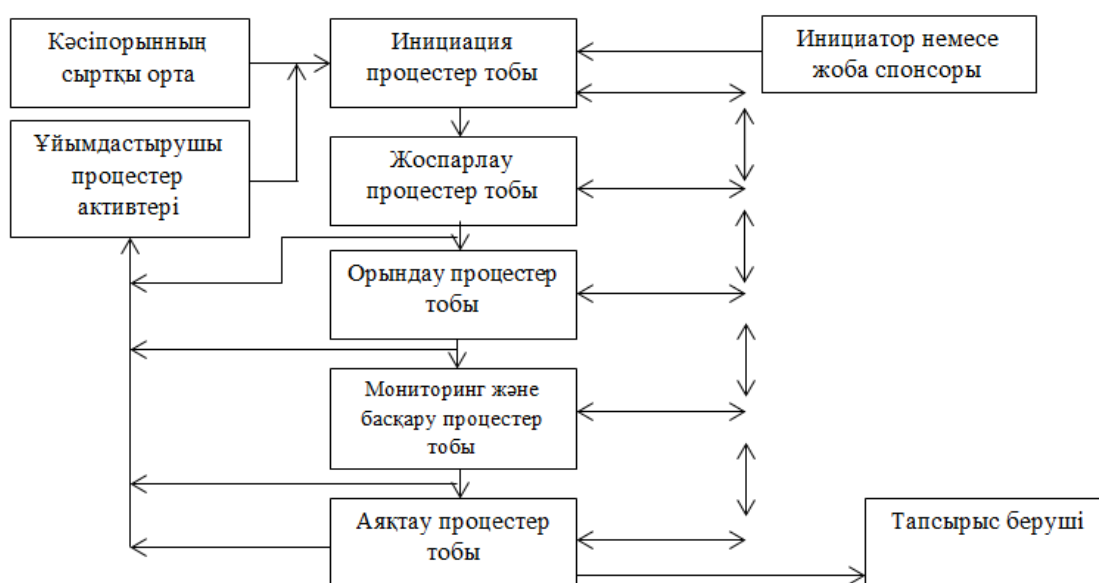 Кәсіпорынның
сыртқы орта
Инициация
процестер тобы
Инициатор немесе
жоба спонсоры
Ұйымдастырушы
процестер
активтері
Жоспарлау
процестер тобы
Орындау процестер
тобы
Мониторинг және
басқару процестер
тобы
Аяқтау процестер
тобы
Тапсырыс беруші